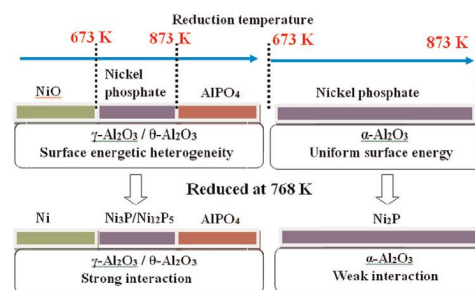 Reduction temperature
673 K 873 K 673 K 873 K
NiO Nickel phosphate AlPO4 Nickel phosphate
γ-Al2O3 / θ-Al2O3 α-Al2O3
Surface energetic heterogeneity Uniform surface energy
Reduced at 768 K
Ni Ni3P/Ni12P5 AlPO4 Ni2P
γ-Al2O3 / θ-Al2O3 α-Al2O3
Strong interaction Weak interaction